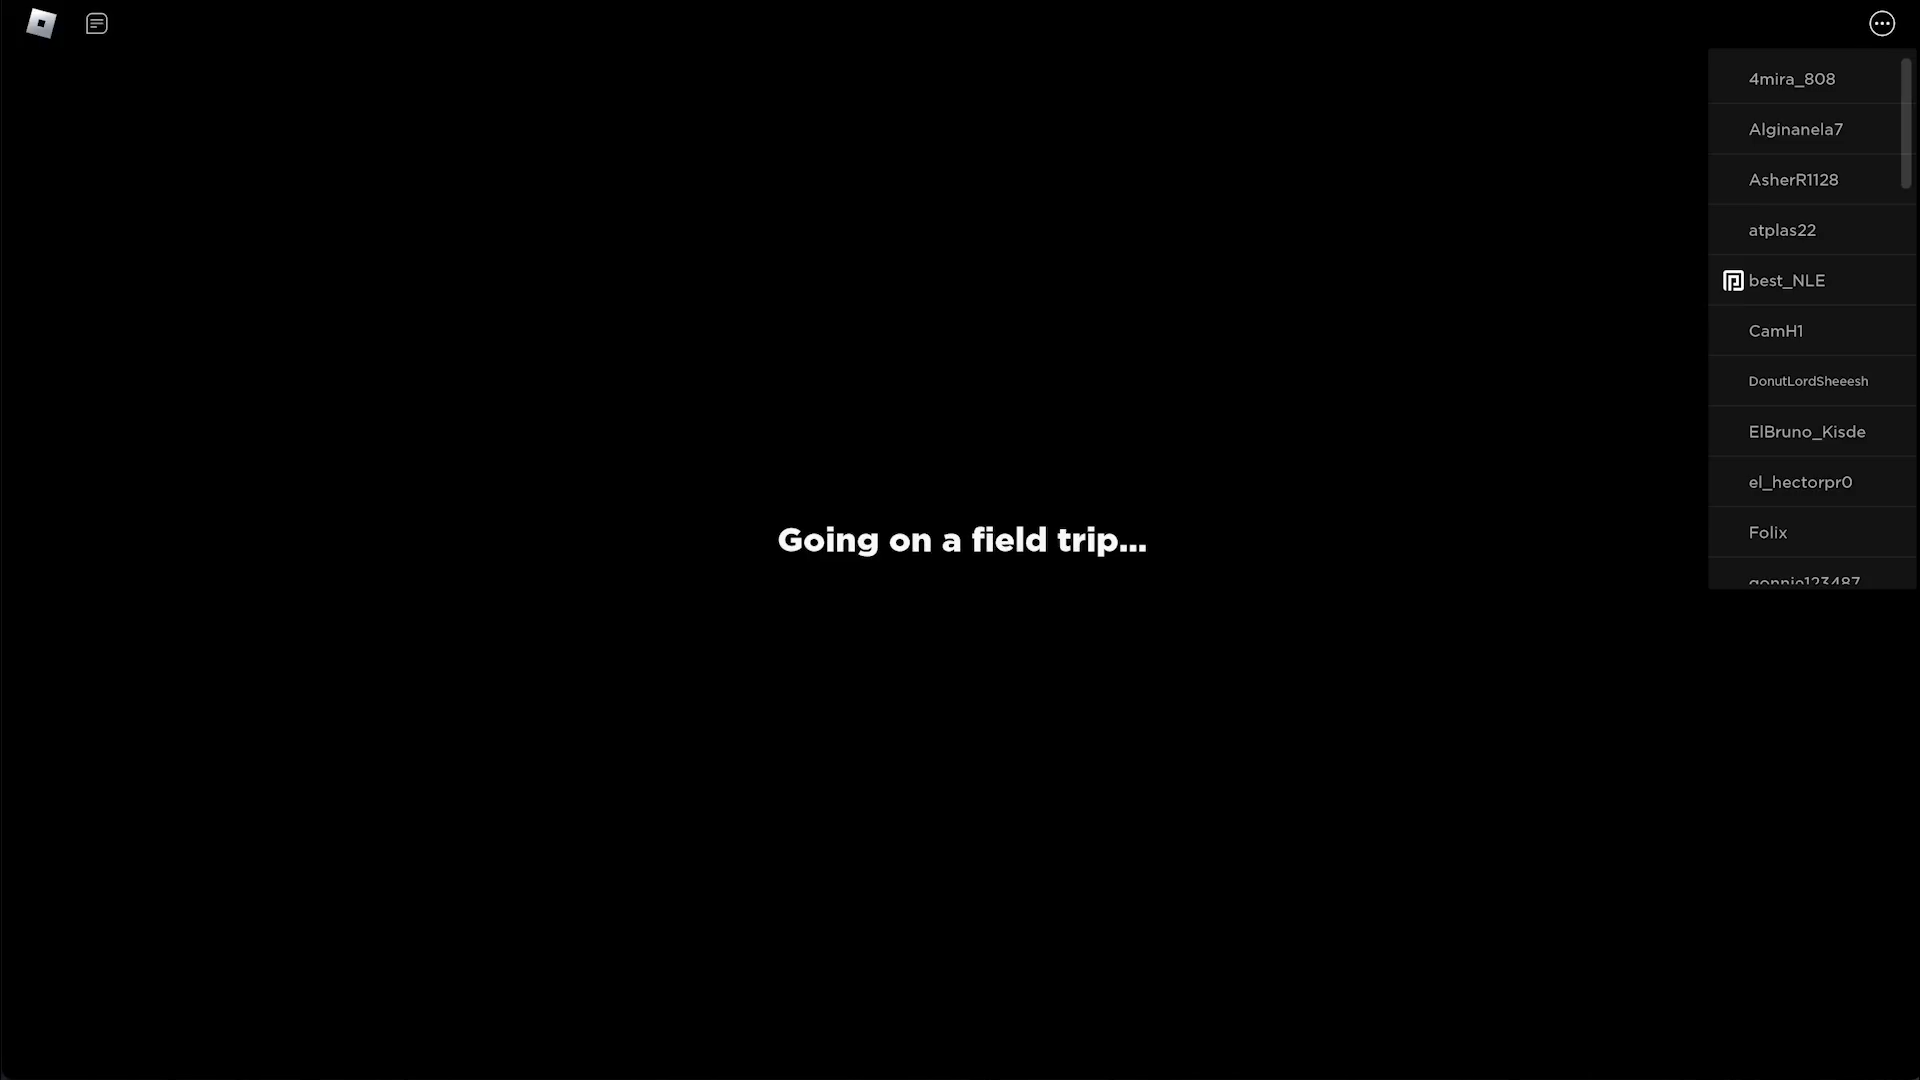 4mira_808
Alginanela7
AsherR1128
atplas22
best_NLE
CamH1
DonutLordSheeesh
ElBruno_Kisde
el_hectorpr0
Folix
Going on a field trip...